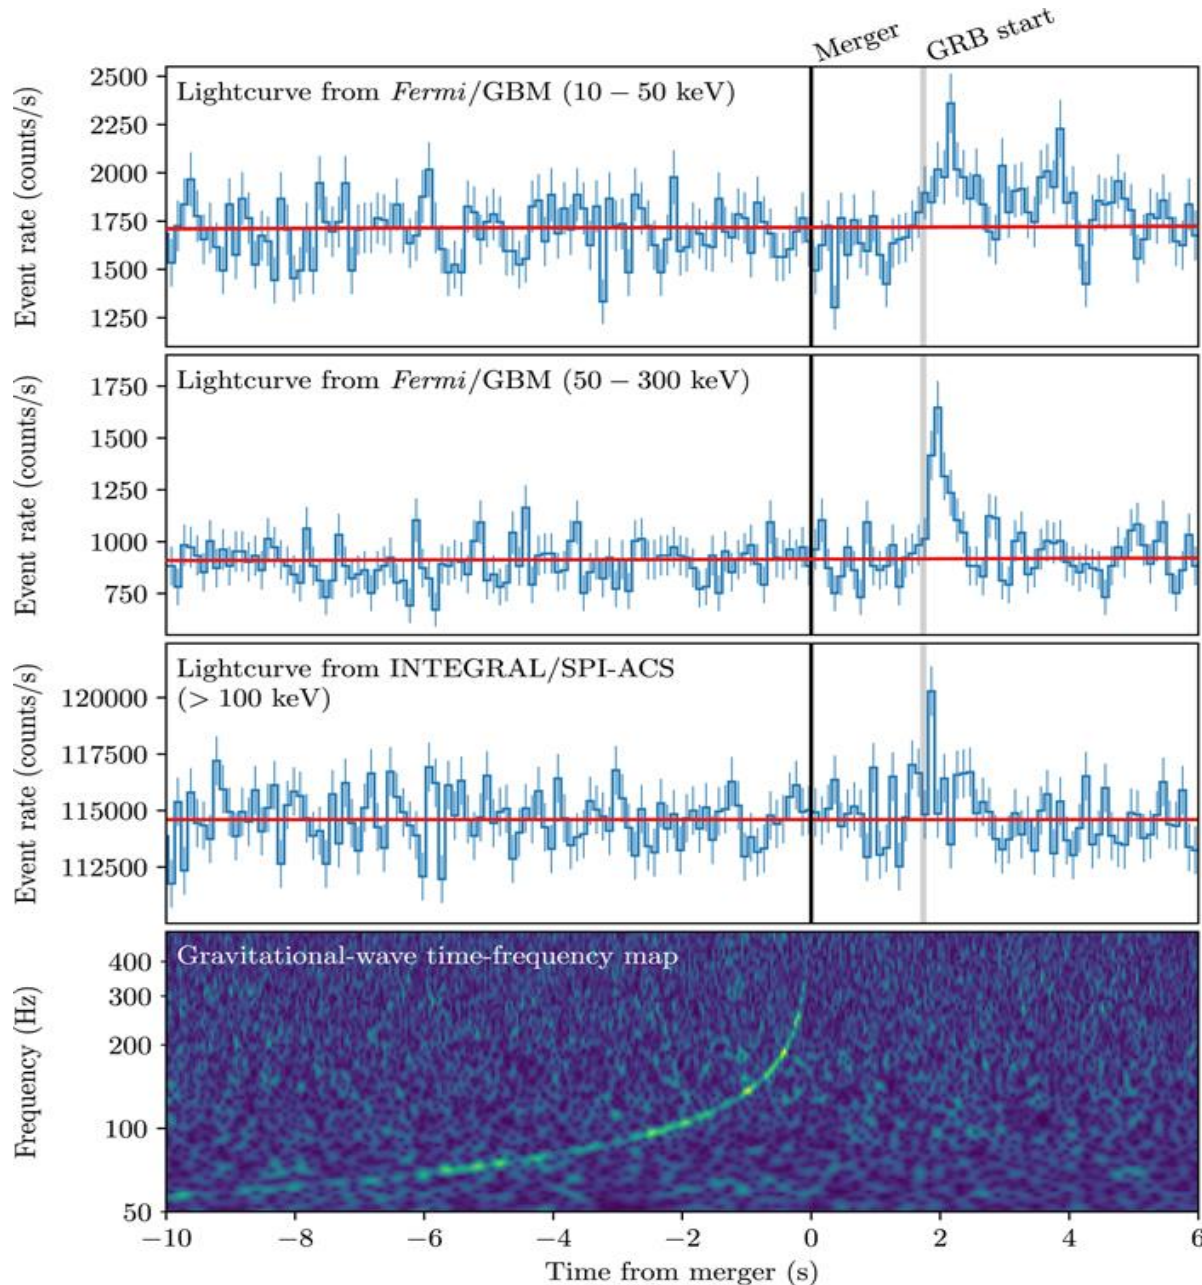 Merger GRB start
Lightcurve from Fermi/GBM (10 – 50 keV)
Event rate (counts/s)
2500
2250
2000
1750
1500
1250
Lightcurve from Fermi/GBM (50 – 300 keV)
Event rate (counts/s)
1750
1500
1250
1000
750
Lightcurve from INTEGRAL/SPI-ACS
(> 100 keV)
Event rate (counts/s)
120000
117500
115000
112500
Gravitational-wave time-frequency map
Frequency (Hz)
400
300
200
100
50
−10 −8 −6 −4 −2 0 2 4 6
Time from merger (s)